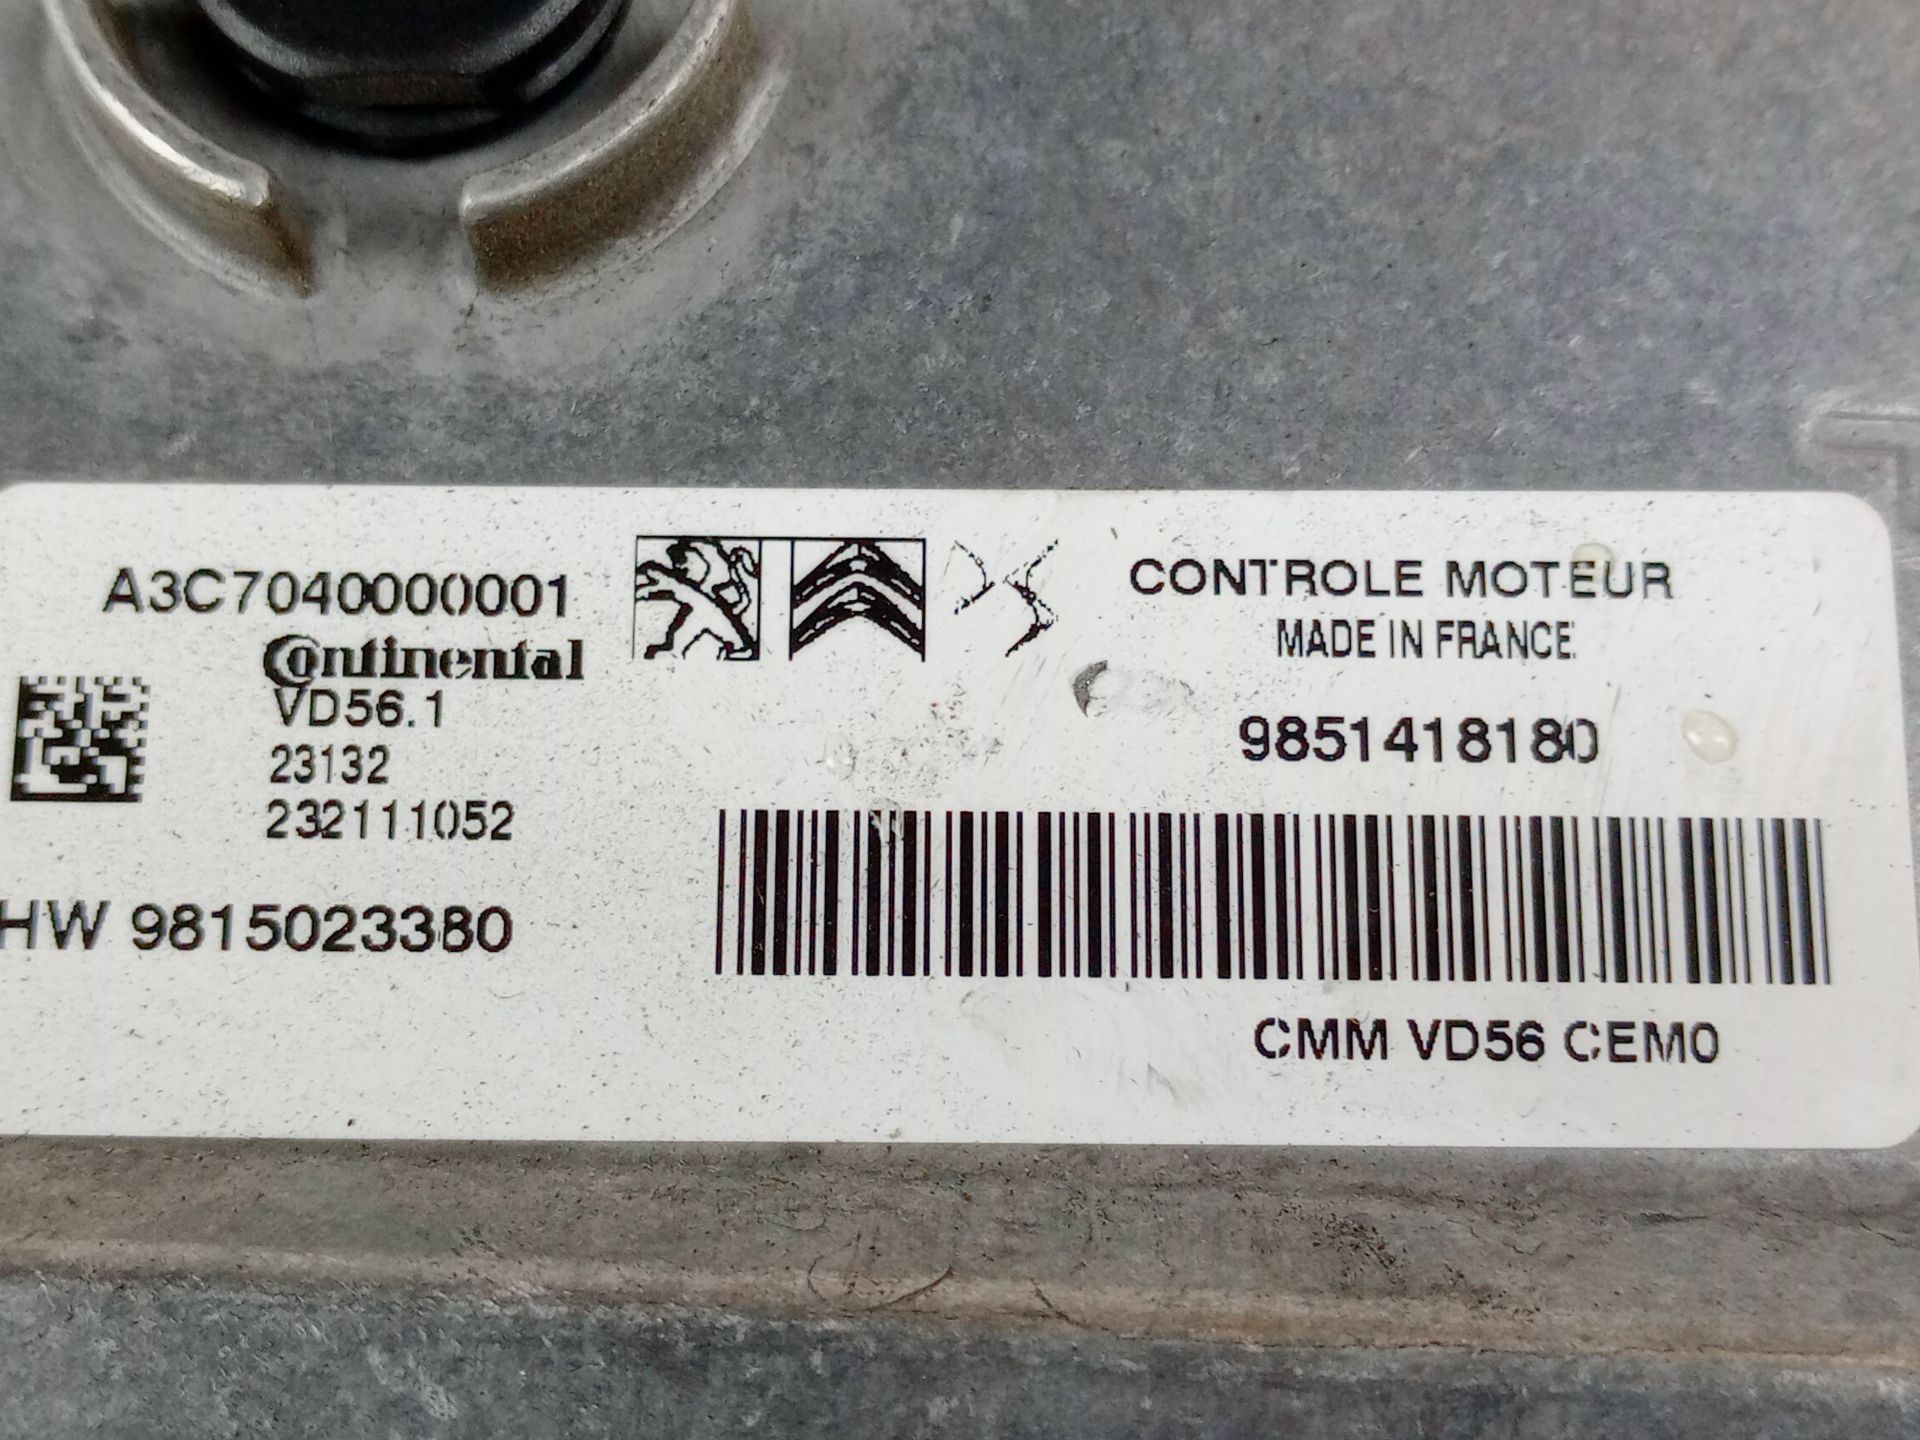 A3C7040000001
Continental
VD56.1
23132
232111052
HW 9815023380
CONTROLE MOTEUR
MADE IN FRANCE
9851418180
CMM VD56 CEM0